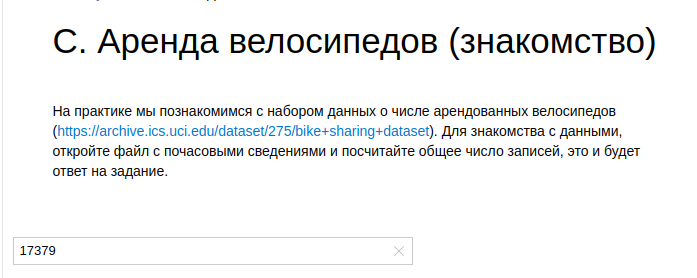 C. Аренда велосипедов (знакомство)
На практике мы познакомимся с набором данных о числе арендованных велосипедов
(https://archive.ics.uci.edu/dataset/275/bike+sharing+dataset). Для знакомства с данными,
откройте файл с почасовыми сведениями и посчитайте общее число записей, это и будет
ответ на задание.
17379